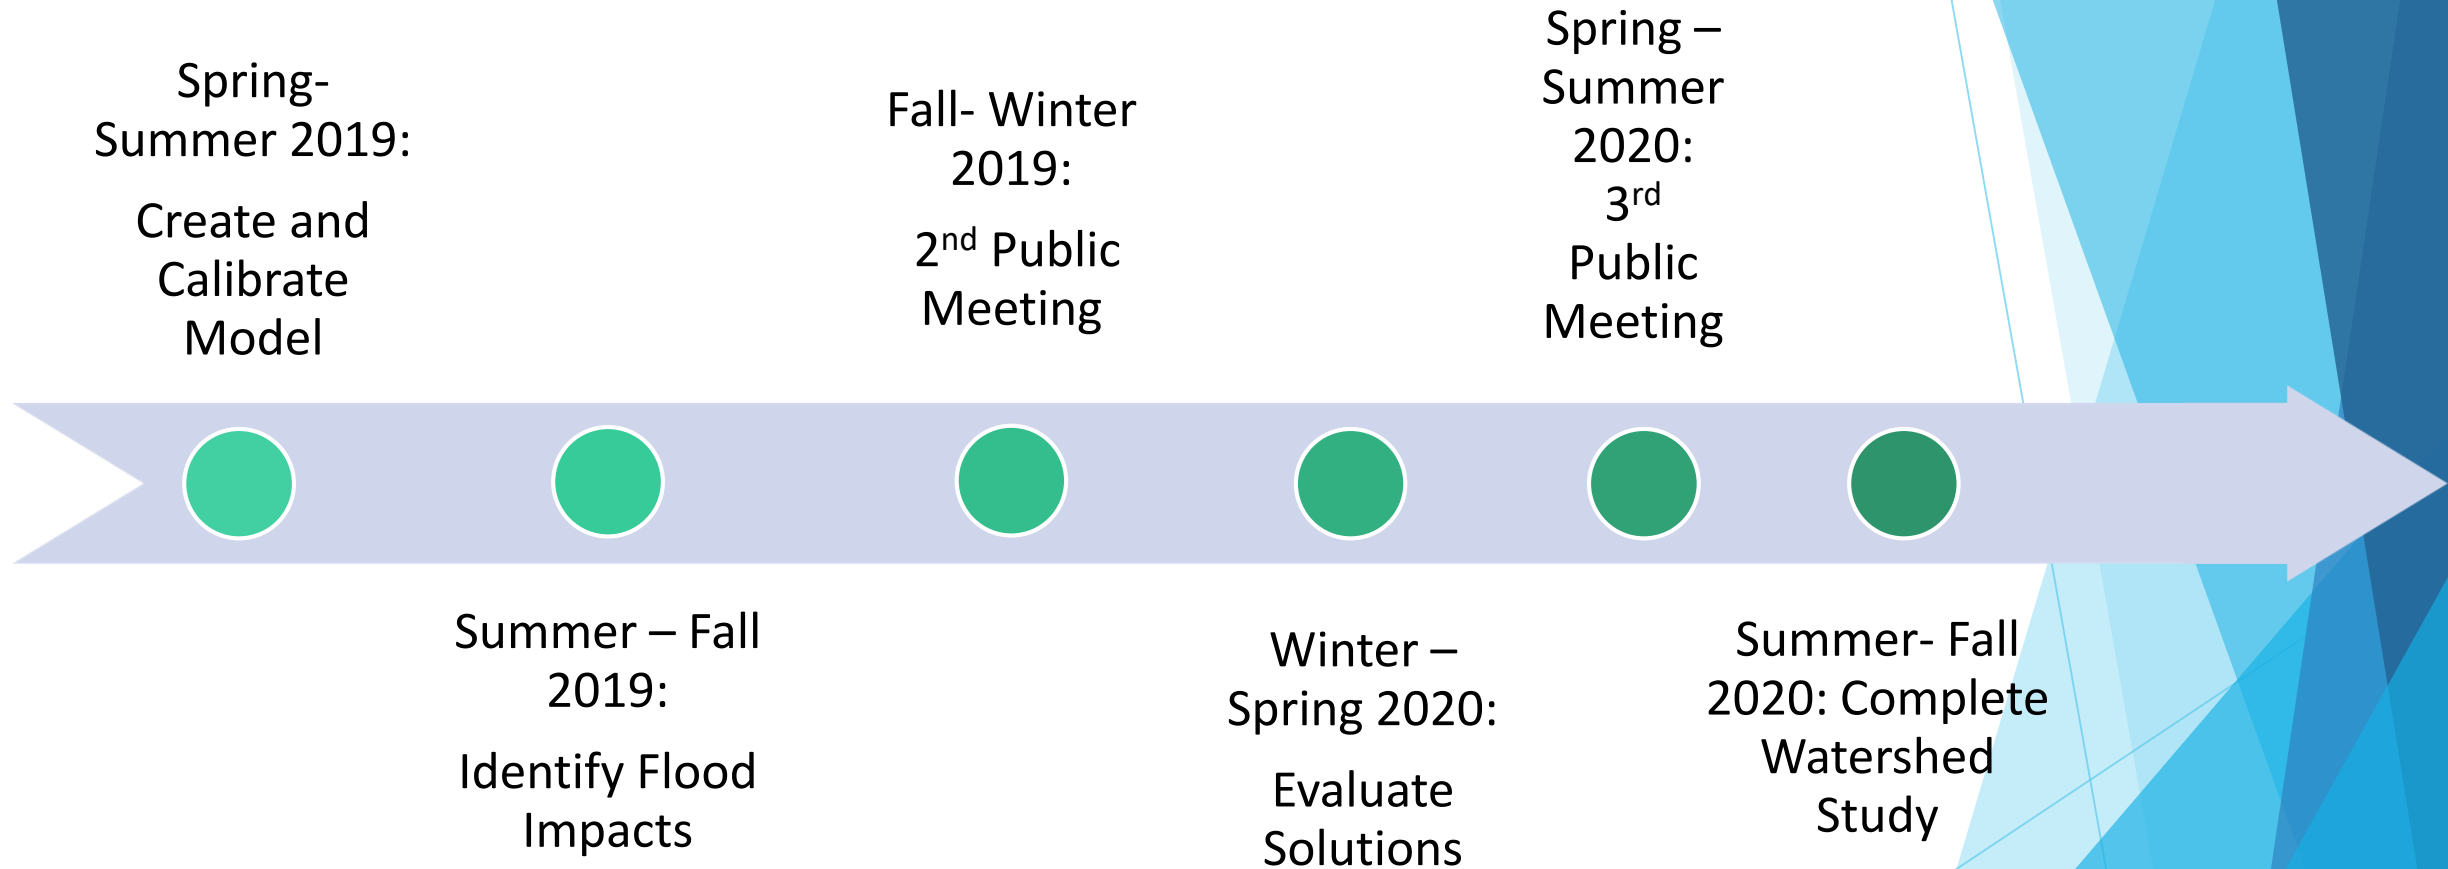 Spring-
Summer 2019:
Create and
Calibrate
Model
Summer – Fall
2019:
Identify Flood
Impacts
Fall- Winter
2019:
2nd Public
Meeting
Winter –
Spring 2020:
Evaluate
Solutions
Spring –
Summer
2020:
3rd
Public
Meeting
Summer- Fall
2020: Complete
Watershed
Study